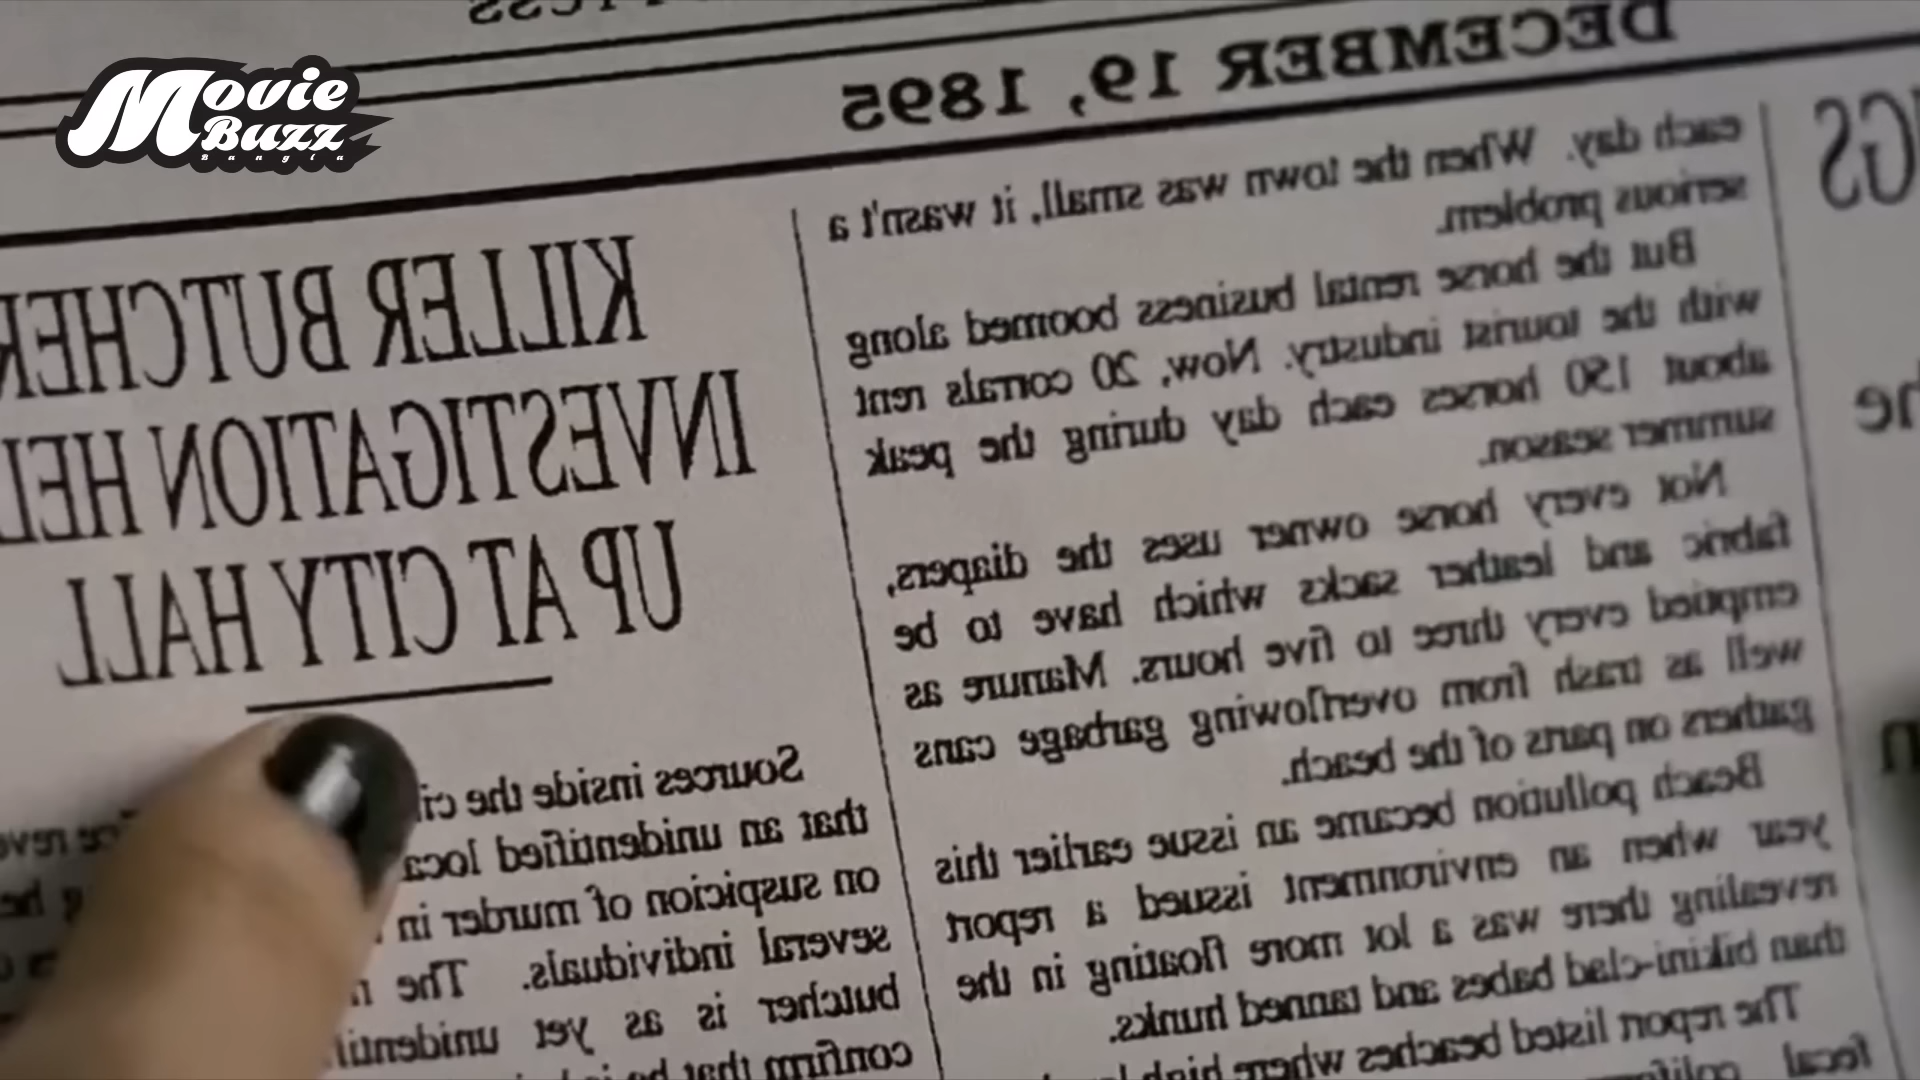 Movie
Buzz
Bangla
DECEMBER 19, 1895
KILLER BUTCHER
INVESTIGATION
UP AT CITY HALL
Sources inside the
that an unidentified
on suspicion of murder in
several individuals. The
butcher is as yet
confirm that
each day. When the town was small, it wasn't a
serious problem.
But the horse rental business boomed along
with the tourist industry. Now, 20 corrals rent
about 150 horses each day during the peak
summer season.
Not every horse owner uses the diapers,
fabric and leather sacks which have to be
emptied every three to five hours. Manure as
well as trash from overflowing garbage cans
gathers on parts of the beach.
Beach pollution became an issue earlier this
year when an environment issued a report
revealing there was a lot more floating in the
than bikini-clad babes and tanned hunks.
The report listed beaches where high
fecal